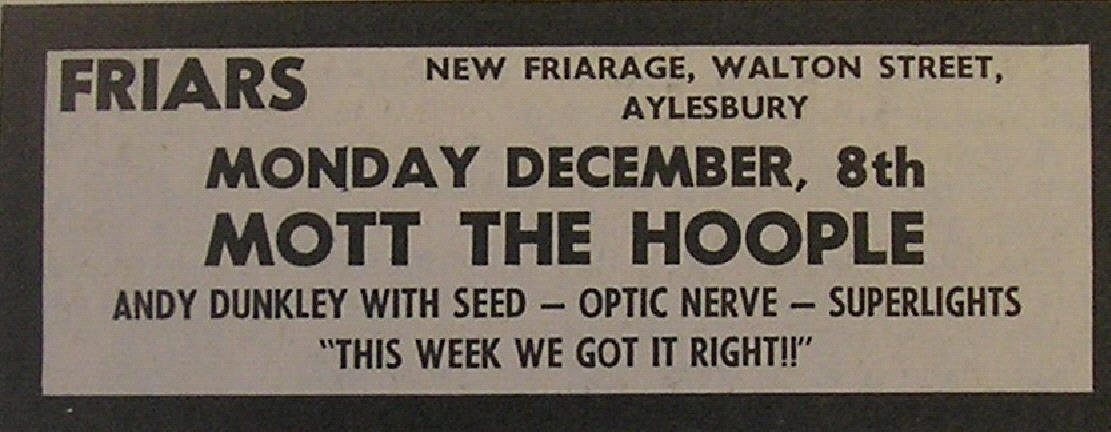 FRIARS
NEW FRIARAGE, WALTON STREET,
AYLESBURY
MONDAY DECEMBER, 8th
MOTT THE HOOPLE
ANDY DUNKLEY WITH SEED — OPTIC NERVE — SUPERLIGHTS
"THIS WEEK WE GOT IT RIGHT!!"